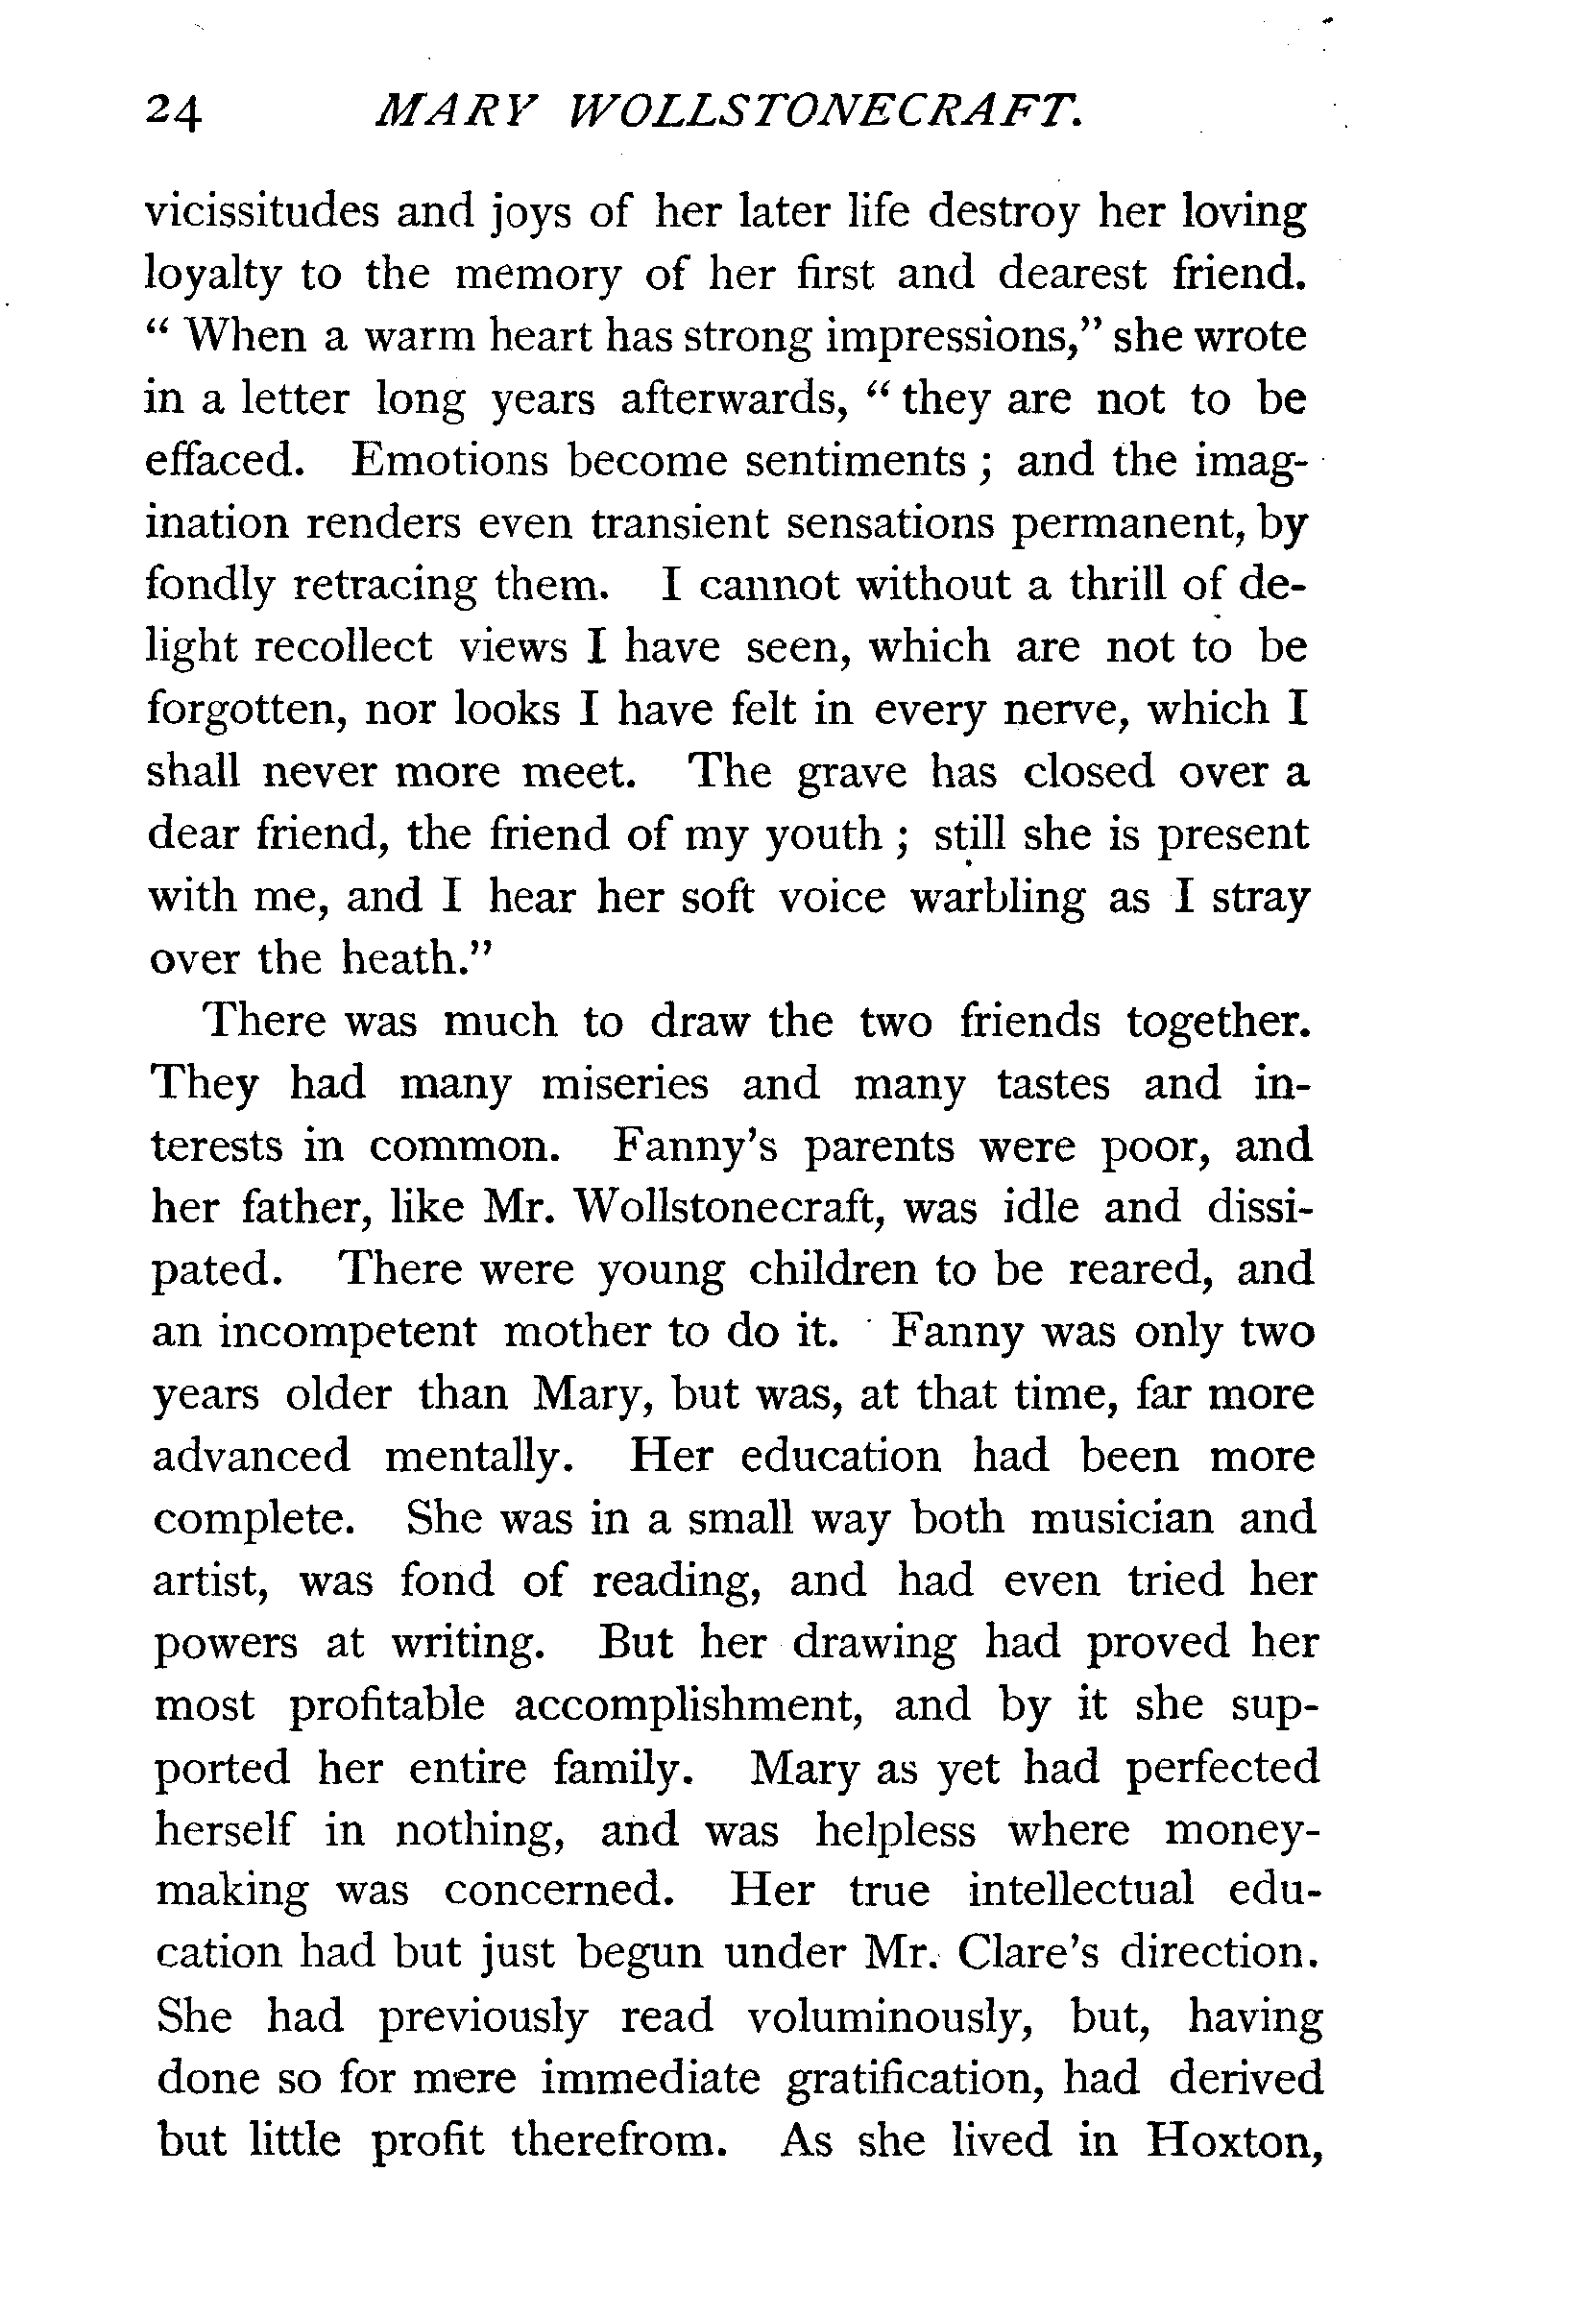 24 MARY WOLLSTONECRAFT.
vicissitudes and joys of her later life destroy her loving
loyalty to the memory of her first and dearest friend.
“ When a warm heart has strong impressions,” she wrote
in a letter long years afterwards, “ they are not to be
effaced. Emotions become sentiments ; and the imag-
ination renders even transient sensations permanent, by
fondly retracing them. I cannot without a thrill of de-
light recollect views I have seen, which are not to be
forgotten, nor looks I have felt in every nerve, which I
shall never more meet. The grave has closed over a
dear friend, the friend of my youth ; still she is present
with me, and I hear her soft voice warbling as I stray
over the heath.”
There was much to draw the two friends together.
They had many miseries and many tastes and in-
terests in common. Fanny’s parents were poor, and
her father, like Mr. Wollstonecraft, was idle and dissi-
pated. There were young children to be reared, and
an incompetent mother to do it. Fanny was only two
years older than Mary, but was, at that time, far more
advanced mentally. Her education had been more
complete. She was in a small way both musician and
artist, was fond of reading, and had even tried her
powers at writing. But her drawing had proved her
most profitable accomplishment, and by it she sup-
ported her entire family. Mary as yet had perfected
herself in nothing, and was helpless where money-
making was concerned. Her true intellectual edu-
cation had but just begun under Mr. Clare’s direction.
She had previously read voluminously, but, having
done so for mere immediate gratification, had derived
but little profit therefrom. As she lived in Hoxton,